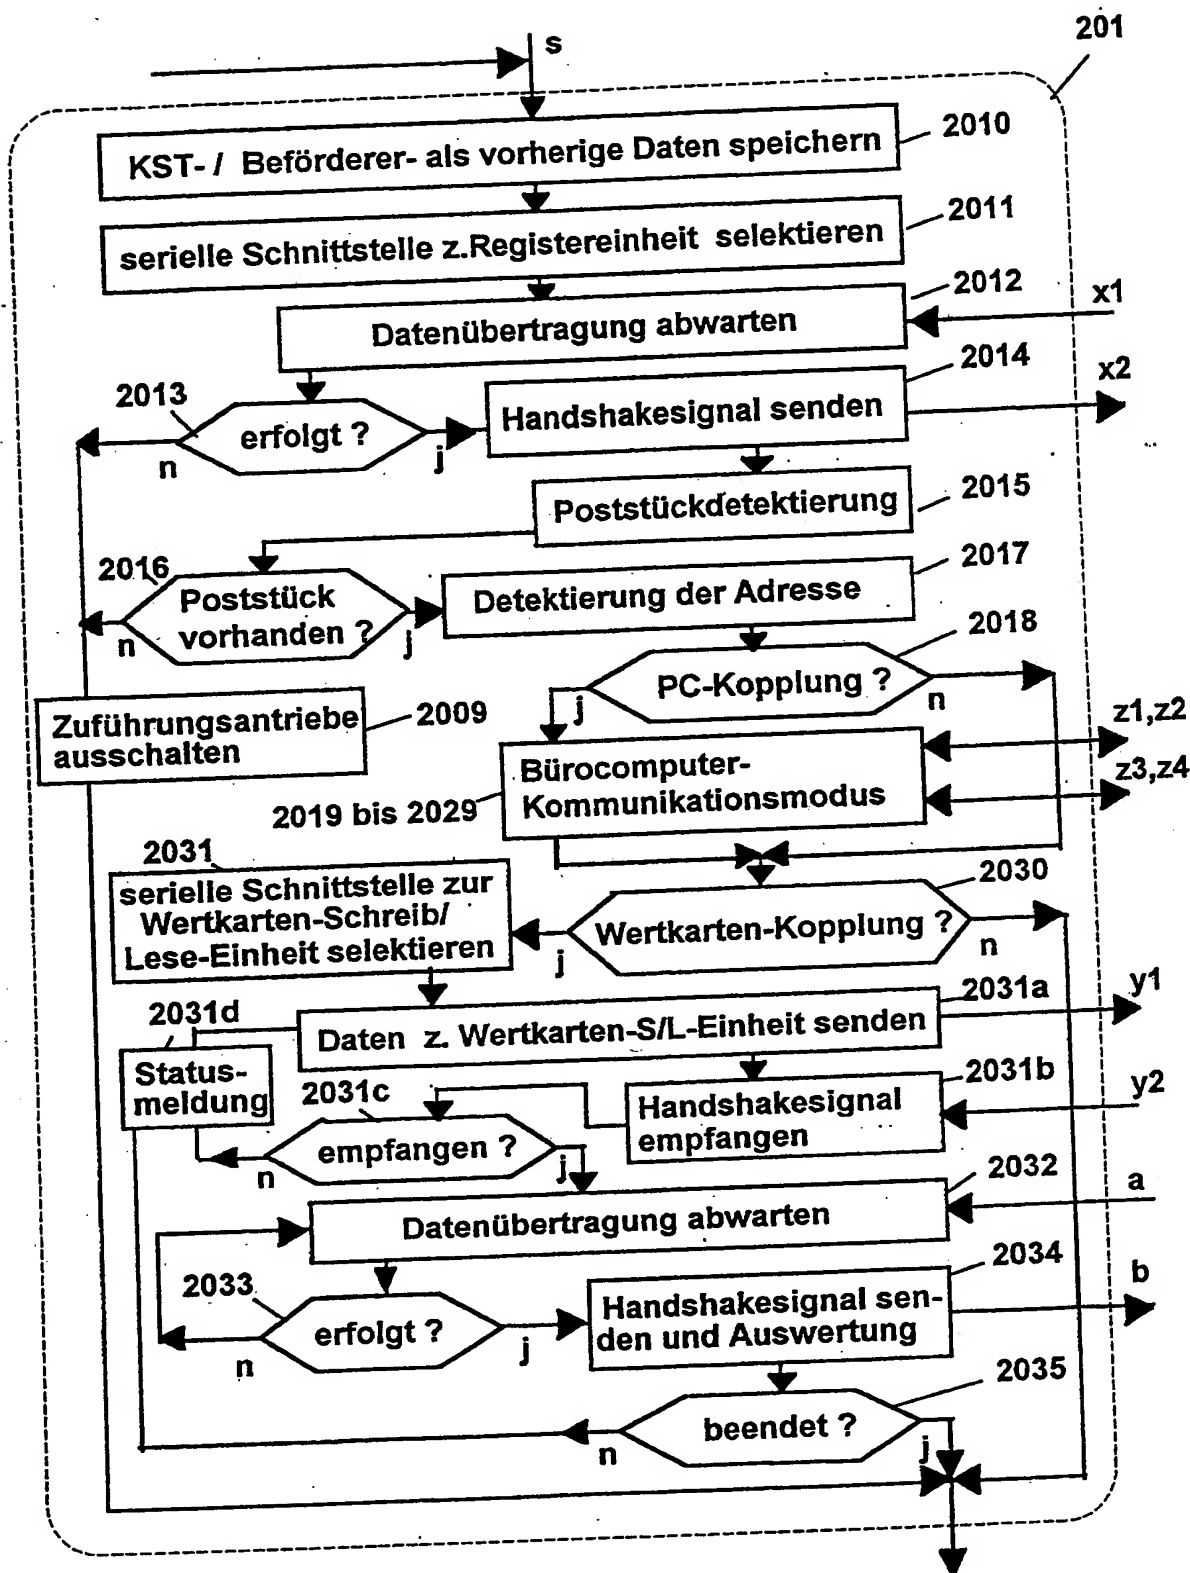 201
s
KST- / Beförderer- als vorherige Daten speichern
2010
serielle Schnittstelle z.Registereinheit selektieren
2011
2012
Datenübertragung abwarten
x1
2013
2014
x2
erfolgt ?
n
j
Handshakesignal senden
Poststückdetektierung
2015
2016
2017
Poststück
vorhanden ?
n
j
Detektierung der Adresse
2018
PC-Kopplung ?
j
n
Zuführungsantriebe
ausschalten
2009
z1,z2
Bürocomputer-
Kommunikationsmodus
z3,z4
2019 bis 2029
2031
2030
serielle Schnittstelle zur
Wertkarten-Schreib/
Lese-Einheit selektieren
Wertkarten-Kopplung ?
j
n
2031a
y1
2031d
Daten z. Wertkarten-S/L-Einheit senden
Status-
meldung
2031c
2031b
y2
Handshakesignal
empfangen
empfangen ?
n
j
2032
a
Datenübertragung abwarten
2033
2034
b
erfolgt ?
n
j
Handshakesignal sen-
den und Auswertung
2035
beendet ?
n
j